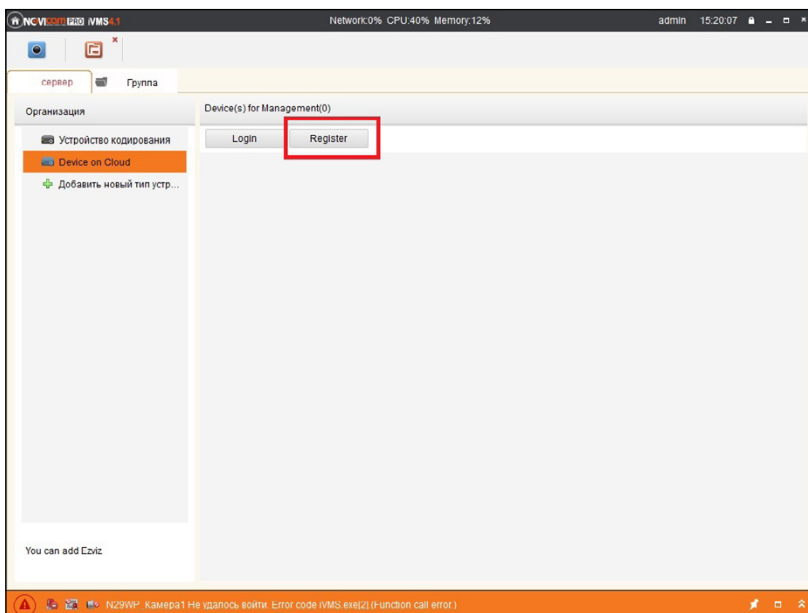 NOVIcam PRO iVMS4.1 Network:0% CPU:40% Memory:12% admin 15:20:07
сервер Группа
Организация Device(s) for Management(0)
Login Register
Устройство кодирования
Device on Cloud
Добавить новый тип устр...
You can add Ezviz
N29WP_Камера1 Не удалось войти. Error code iVMS.exe[2].(Function call error.)